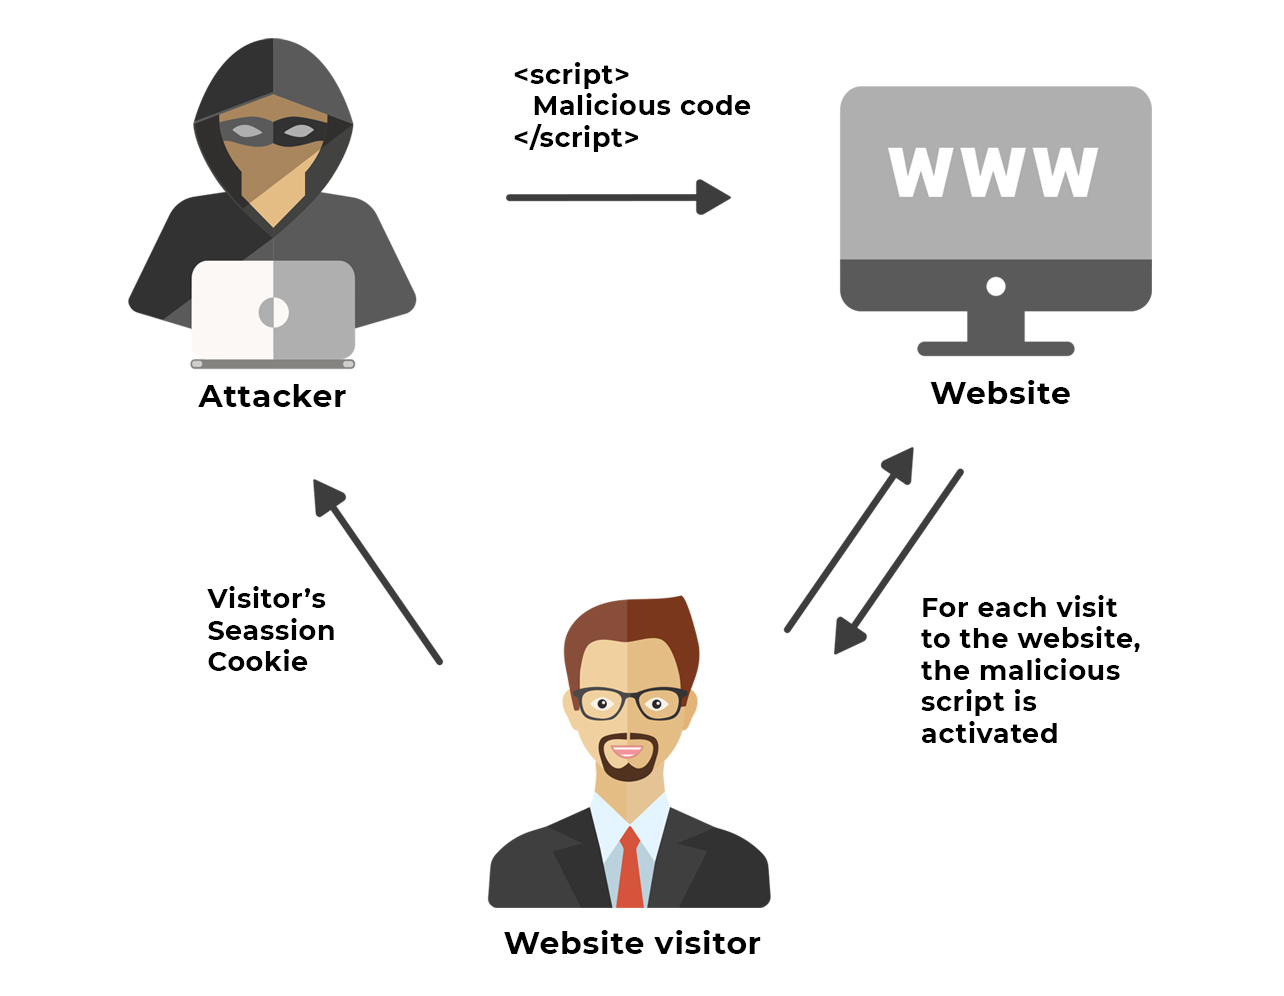 <script>
Malicious code
</script>
WWW
Attacker
Website
Visitor’s
Seassion
Cookie
For each visit
to the website,
the malicious
script is
activated
Website visitor